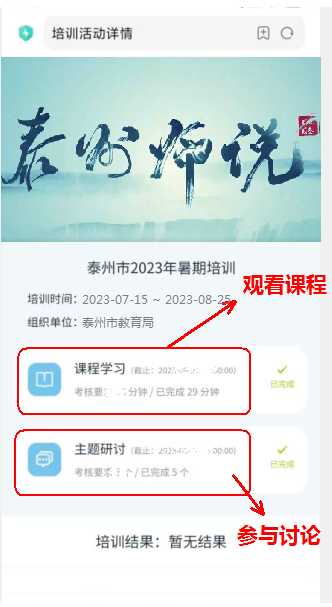 培训活动详情
泰州师说
泰州市2023年暑期培训
观看课程
培训时间：2023-07-15 ~ 2023-08-25
组织单位：泰州市教育局
课程学习（截止：2023 00:00）
已完成
考核要 分钟 / 已完成 29 分钟
主题研讨（截止：2023 :00:00）
已完成
考核要求 个 / 已完成 5 个
参与讨论
培训结果：暂无结果